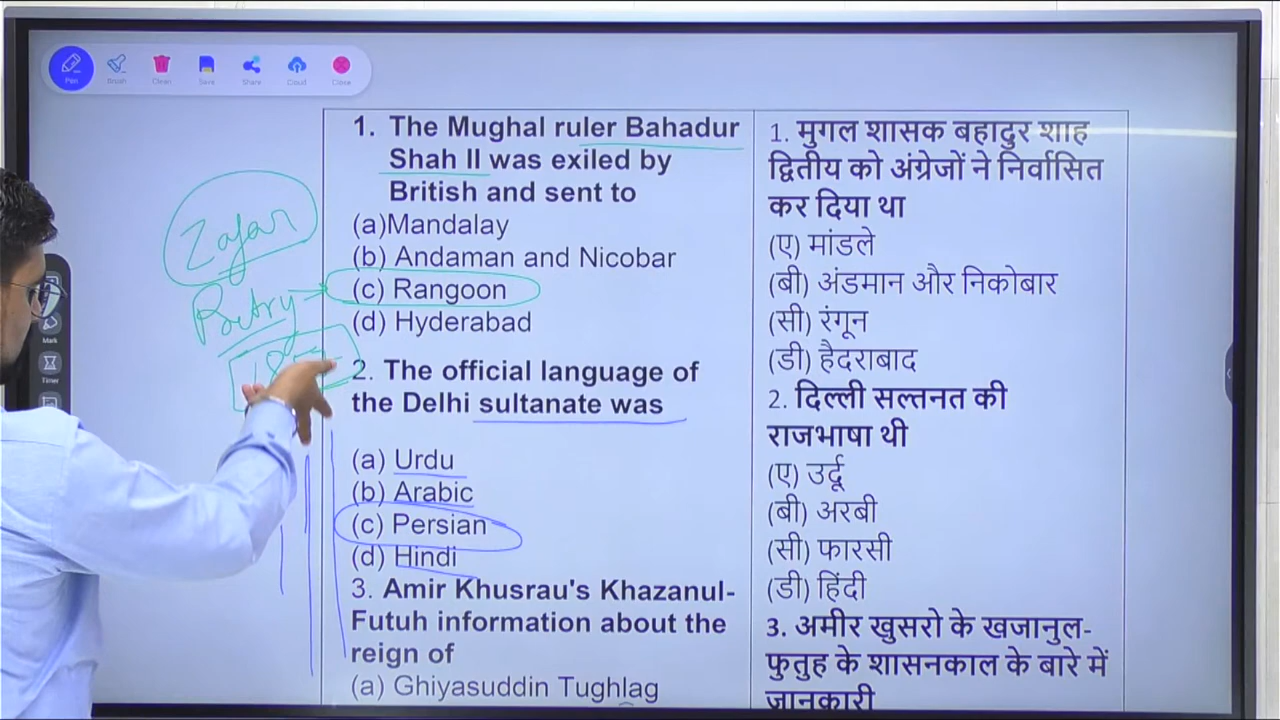 Pen
Brush
Clean
Save
Share
Cloud
Close
Mark
Timer
Zafar
Poetry
1. The Mughal ruler Bahadur
Shah II was exiled by
British and sent to
(a)Mandalay
(b) Andaman and Nicobar
(c) Rangoon
(d) Hyderabad
2. The official language of
the Delhi sultanate was
(a) Urdu
(b) Arabic
(c) Persian
(d) Hindi
3. Amir Khusrau's Khazanul-
Futuh information about the
reign of
(a) Ghiyasuddin Tughlag
1. मुगल शासक बहादुर शाह
द्वितीय को अंग्रेजों ने निर्वासित
कर दिया था
(ए) मांडले
(बी) अंडमान और निकोबार
(सी) रंगून
(डी) हैदराबाद
2. दिल्ली सल्तनत की
राजभाषा थी
(ए) उर्दू
(बी) अरबी
(सी) फारसी
(डी) हिंदी
3. अमीर खुसरो के खजानुल-
फुतुह के शासनकाल के बारे में
जानकारी